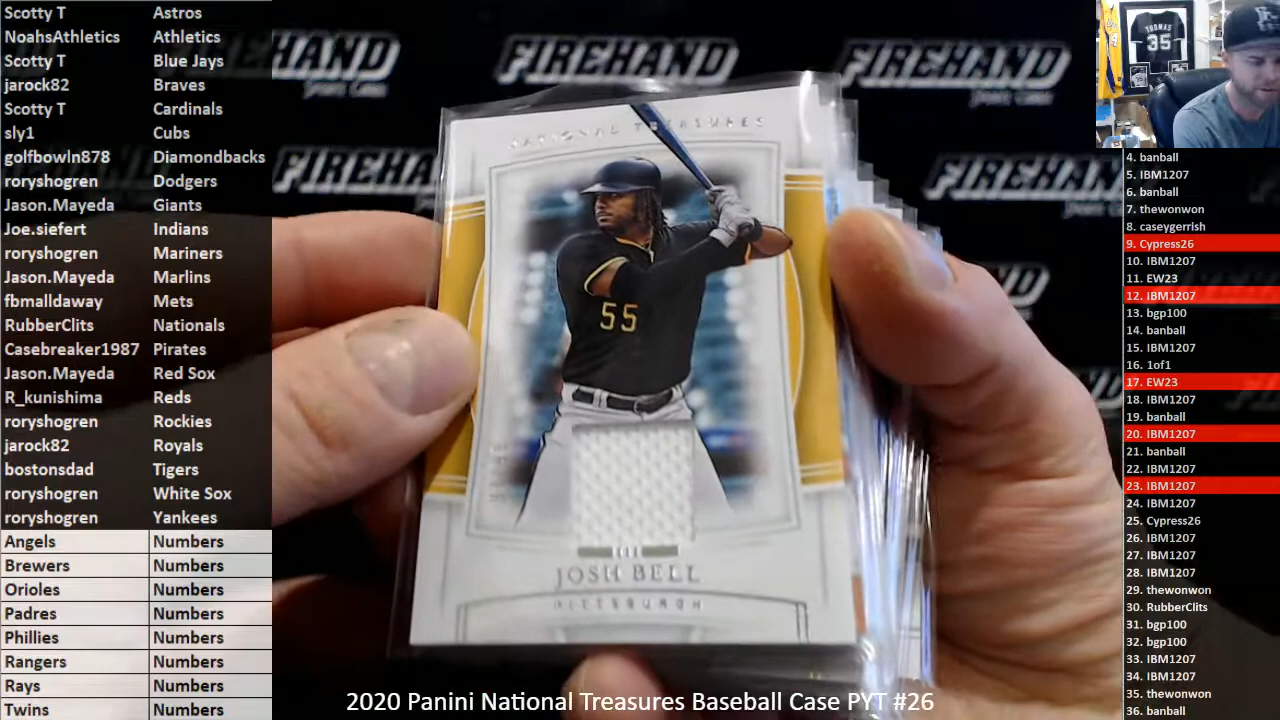 Scotty T Astros
NoahsAthletics Athletics
Scotty T Blue Jays
jarock82 Braves
Scotty T Cardinals
sly1 Cubs
golfbowln878 Diamondbacks
roryshogren Dodgers
Jason.Mayeda Giants
Joe.siefert Indians
roryshogren Mariners
Jason.Mayeda Marlins
fbmalldaway Mets
RubberClits Nationals
Casebreaker1987 Pirates
Jason.Mayeda Red Sox
R_kunishima Reds
roryshogren Rockies
jarock82 Royals
bostonsdad Tigers
roryshogren White Sox
roryshogren Yankees
Angels Numbers
Brewers Numbers
Orioles Numbers
Padres Numbers
Phillies Numbers
Rangers Numbers
Rays Numbers
Twins Numbers
FIREHAND
FIREHAND
FIREHAND
FIREHAND
FIREHAND
NATIONAL TREASURES
55
JOSH BELL
PITTSBURGH
2020 Panini National Treasures Baseball Case PYT #26
THOMAS
35
4. banball
5. IBM1207
6. banball
7. thewonwon
8. caseygerrish
9. Cypress26
10. IBM1207
11. EW23
12. IBM1207
13. bgp100
14. banball
15. IBM1207
16. 1of1
17. EW23
18. IBM1207
19. banball
20. IBM1207
21. banball
22. IBM1207
23. IBM1207
24. IBM1207
25. Cypress26
26. IBM1207
27. IBM1207
28. IBM1207
29. thewonwon
30. RubberClits
31. bgp100
32. bgp100
33. IBM1207
34. IBM1207
35. thewonwon
36. banball